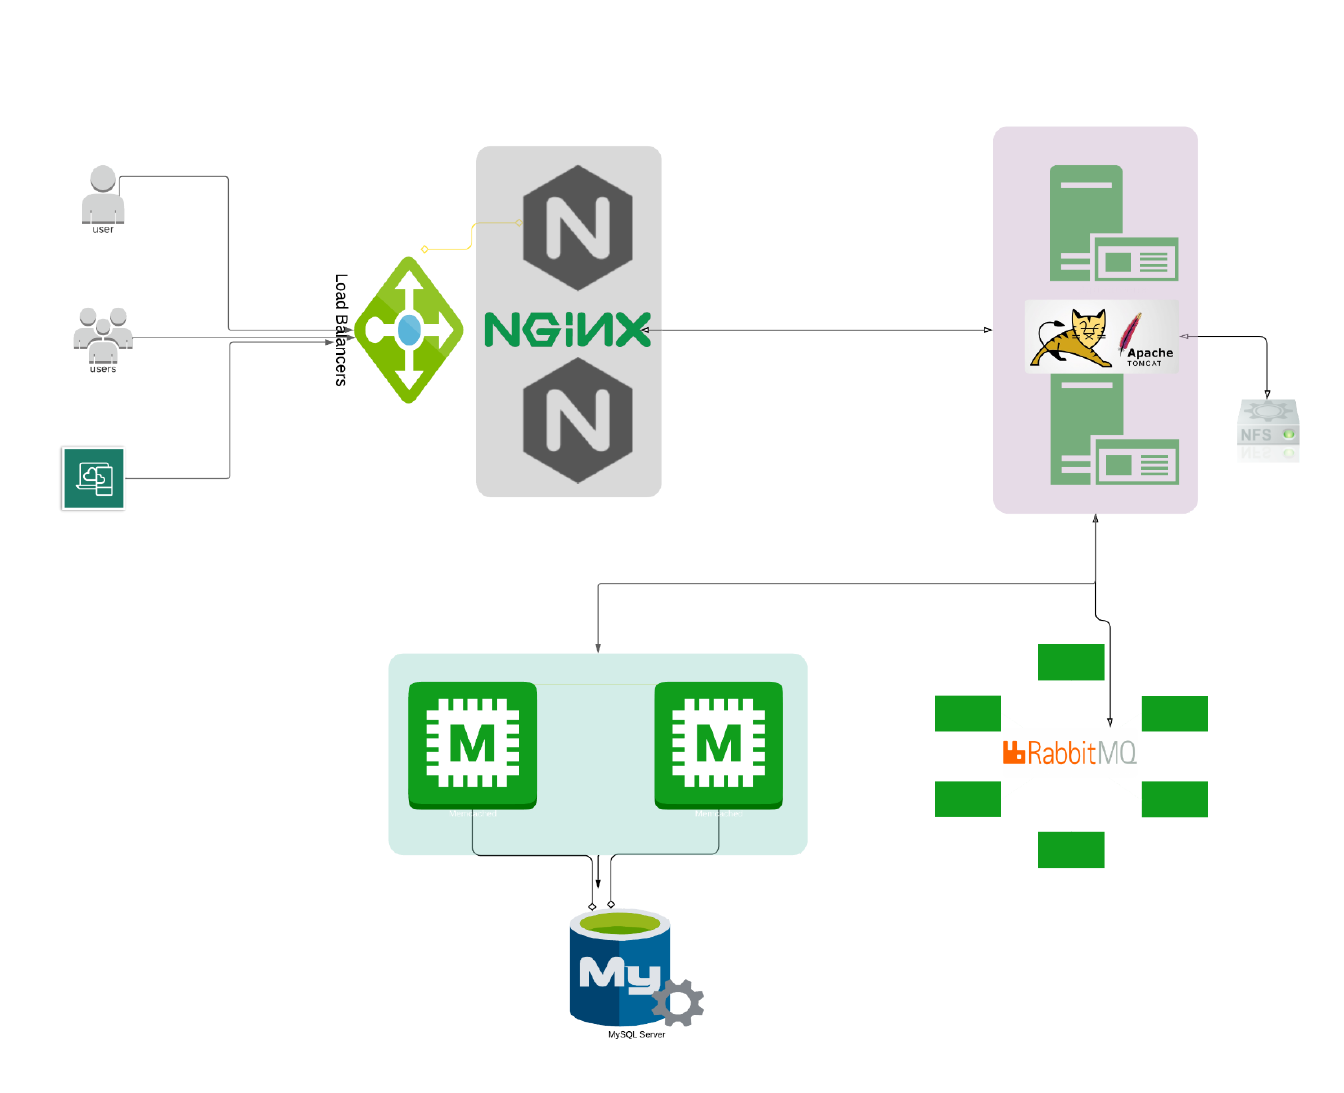 user
users
Load Balancers
N
NGiNX
N
Apache
TOMCAT
NFS
M
M
Memcached
Memcached
RabbitMQ
My
MySQL Server